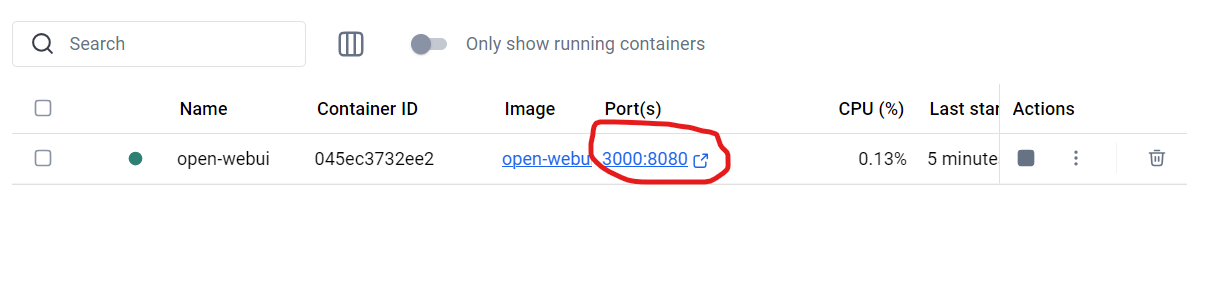 Search Only show running containers
Name Container ID Image Port(s) CPU (%) Last star Actions
open-webui 045ec3732ee2 open-webu 3000:8080 0.13% 5 minute